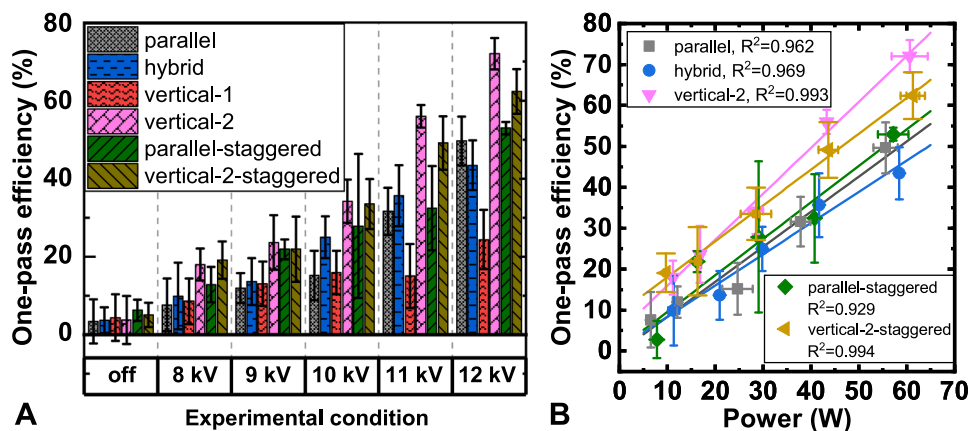 80
60
40
20
0
One-pass efficiency (%)
parallel
hybrid
vertical-1
vertical-2
parallel-staggered
vertical-2-staggered
off
8 kV
9 kV
10 kV
11 kV
12 kV
Experimental condition
A
80
70
60
50
40
30
20
10
0
One-pass efficiency (%)
parallel, R²=0.962
hybrid, R²=0.969
vertical-2, R²=0.993
parallel-staggered
R²=0.929
vertical-2-staggered
R²=0.994
0 10 20 30 40 50 60 70
Power (W)
B